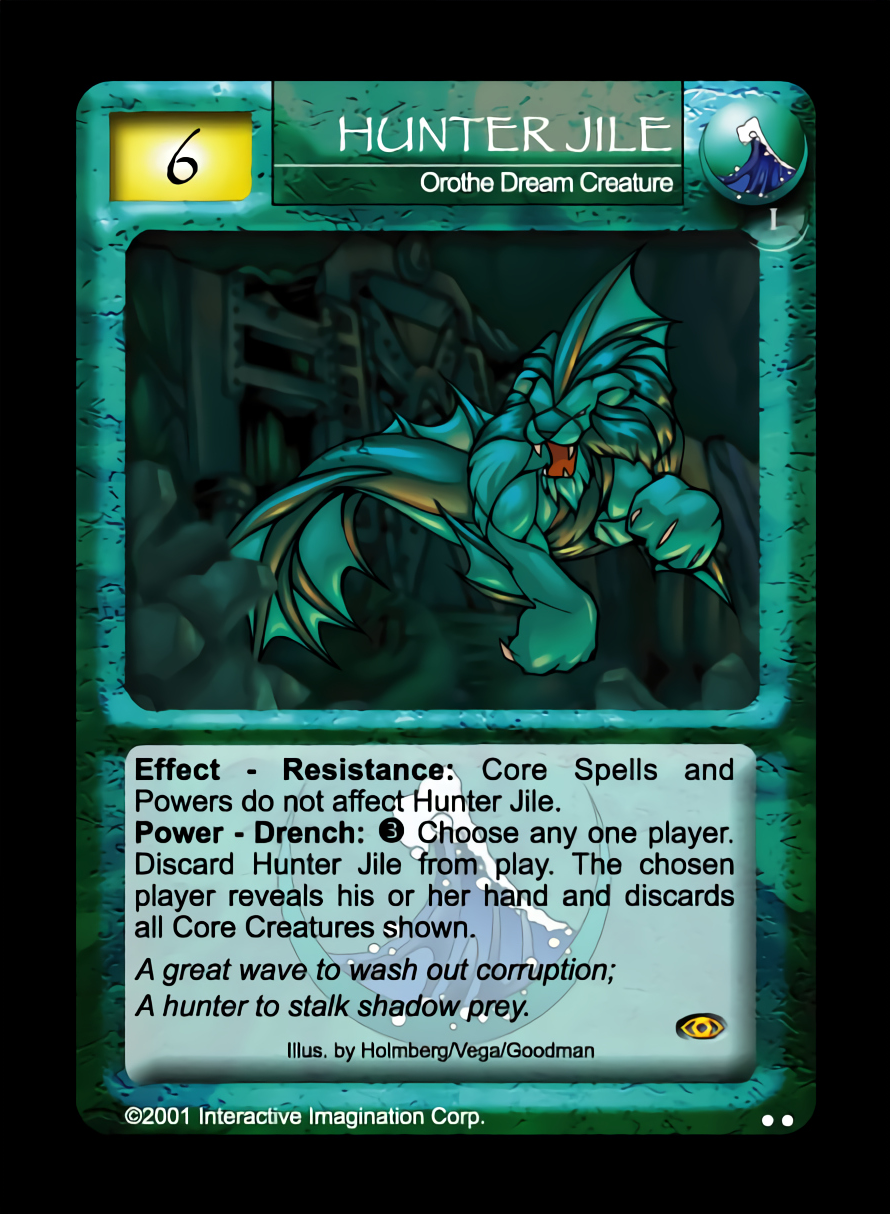 6
HUNTER JILE
Orothe Dream Creature
I
Effect - Resistance: Core Spells and
Powers do not affect Hunter Jile.
Power - Drench: ❸ Choose any one player.
Discard Hunter Jile from play. The chosen
player reveals his or her hand and discards
all Core Creatures shown.
A great wave to wash out corruption;
A hunter to stalk shadow prey.
Illus. by Holmberg/Vega/Goodman
©2001 Interactive Imagination Corp.